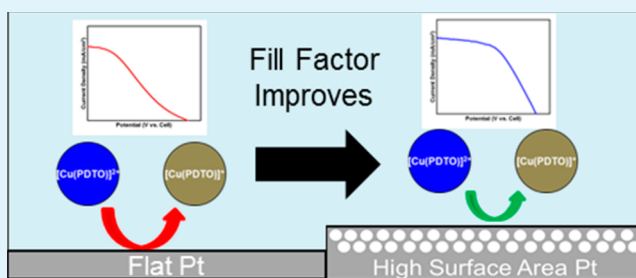 Current Density (mA/cm²)
Potential (V vs. Cell)
Fill Factor
Improves
Current Density (mA/cm²)
Potential (V vs. Cell)
[Cu(PDTO)]²⁺
[Cu(PDTO)]⁺
[Cu(PDTO)]²⁺
[Cu(PDTO)]⁺
Flat Pt
High Surface Area Pt